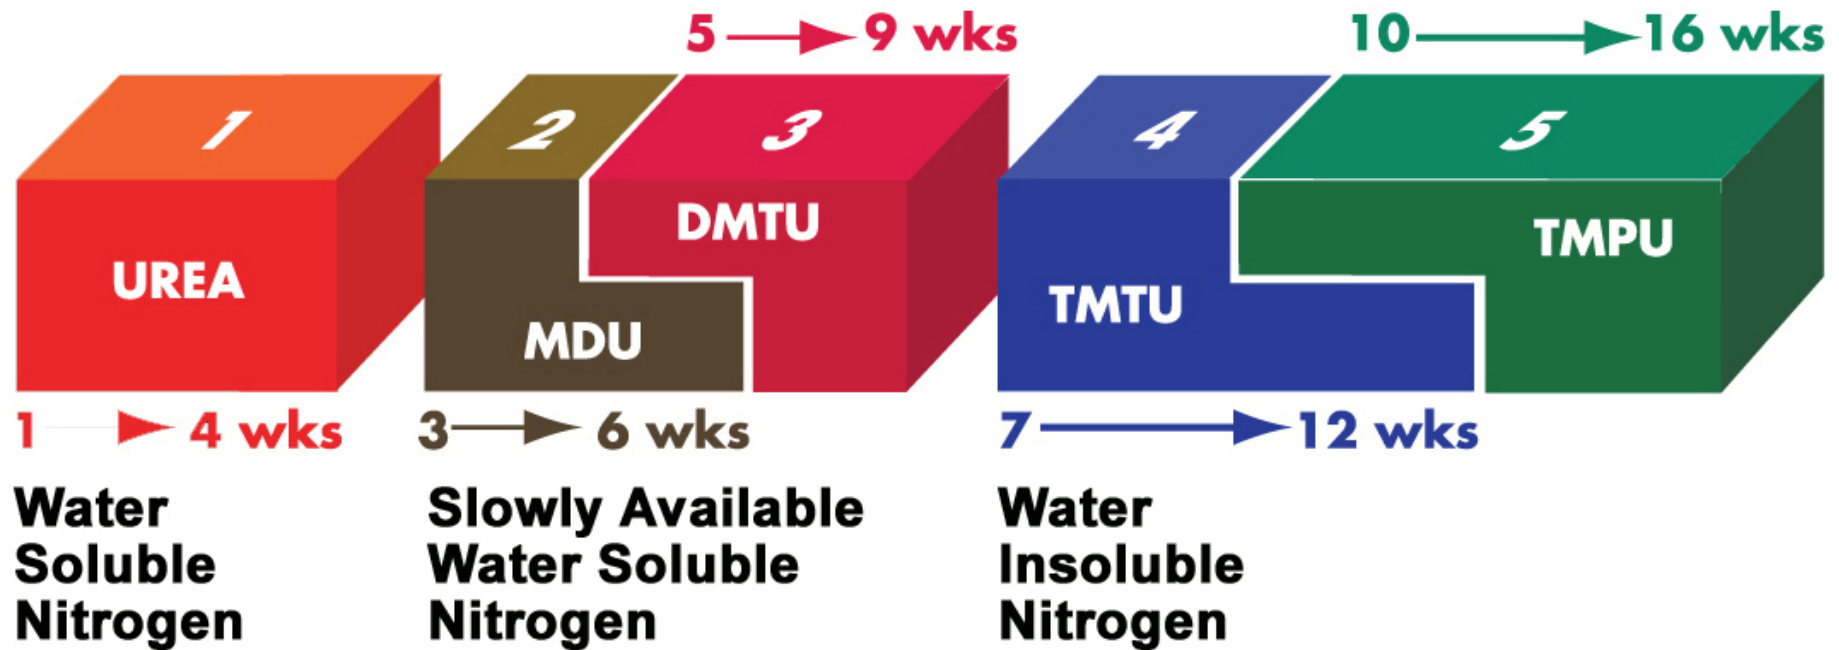 5 9 wks
10 16 wks
1
2
3
4
5
UREA
MDU
DMTU
TMTU
TMPU
1 4 wks
3 6 wks
7 12 wks
Water
Soluble
Nitrogen
Slowly Available
Water Soluble
Nitrogen
Water
Insoluble
Nitrogen